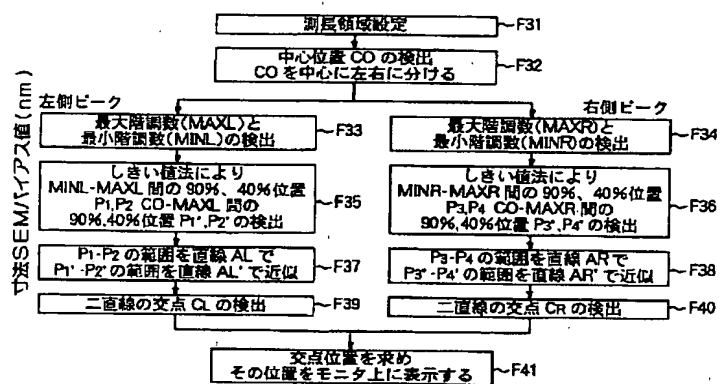 測長領域設定
F31
中心位置 CO の検出
CO を中心に左右に分ける
F32
左側ピーク
右側ピーク
寸法SEMバイアス値(nm)
最大階調数(MAXL)と
最小階調数(MINL)の検出
F33
最大階調数(MAXR)と
最小階調数(MINR)の検出
F34
しきい値法により
MINL-MAXL 間の 90%、40%位置
P1,P2 CO-MAXL 間の
90%,40%位置 P1',P2' の検出
F35
しきい値法により
MINR-MAXR 間の 90%、40%位置
P3,P4 CO-MAXR 間の
90%,40%位置 P3',P4' の検出
F36
P1-P2 の範囲を直線 AL で
P1'-P2' の範囲を直線 AL' で近似
F37
P3-P4 の範囲を直線 AR で
P3'-P4' の範囲を直線 AR' で近似
F38
二直線の交点 CL の検出
F39
二直線の交点 CR の検出
F40
交点位置を求め
その位置をモニタ上に表示する
F41